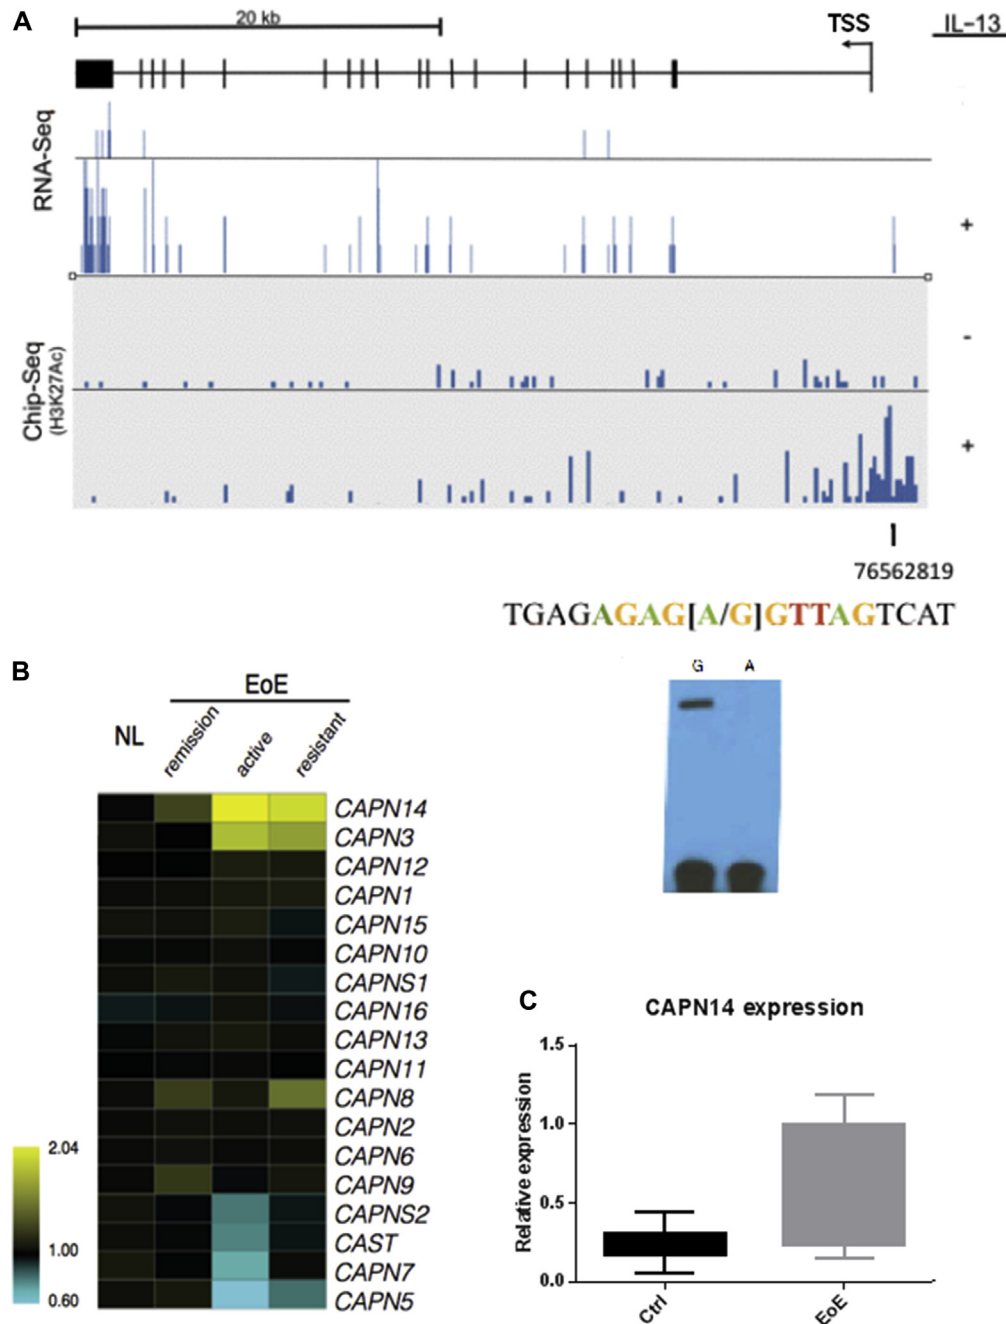 A
20 kb
TSS
IL-13
RNA-Seq
+
-
Chip-Seq
(H3K27Ac)
+
76562819
TGAGAGAG[A/G]GTTAGTCAT
G A
B
EoE
NL
remission
active
resistant
CAPN14
CAPN3
CAPN12
CAPN1
CAPN15
CAPN10
CAPNS1
CAPN16
CAPN13
CAPN11
CAPN8
CAPN2
CAPN6
CAPN9
CAPNS2
CAST
CAPN7
CAPN5
2.04
1.00
0.60
C
CAPN14 expression
Relative expression
1.5
1.0
0.5
0.0
Ctrl
EoE